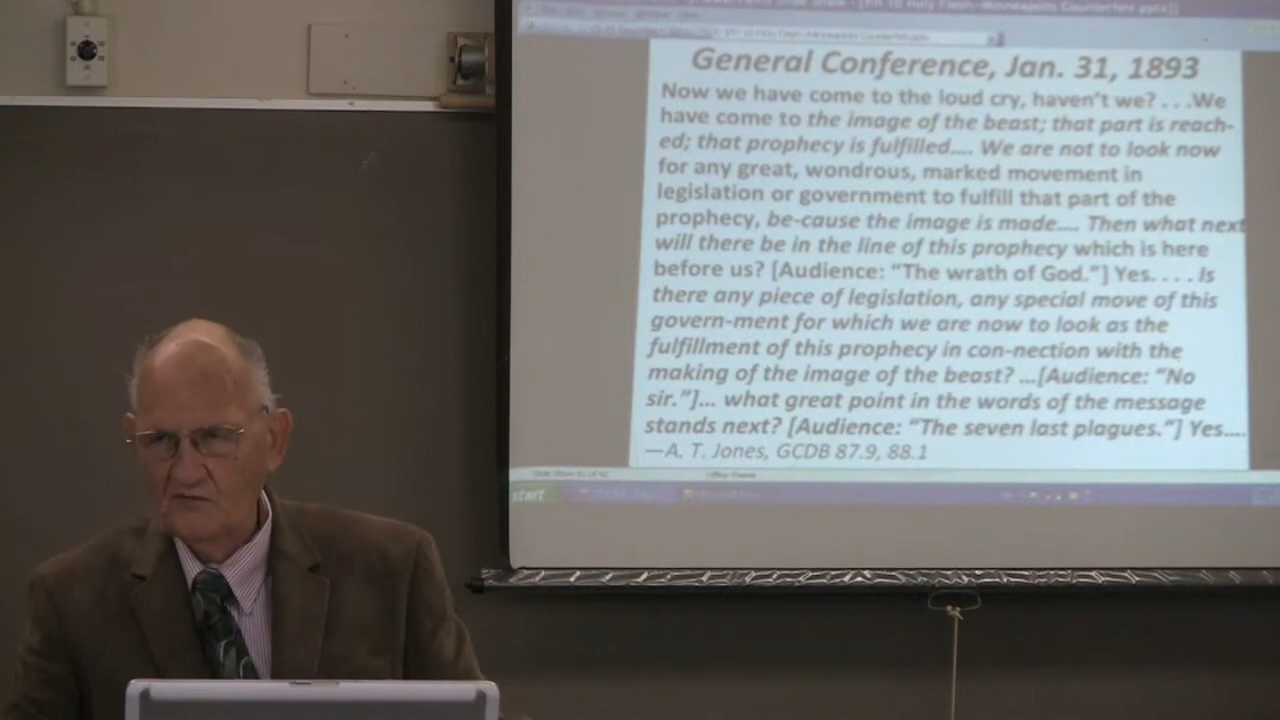 General Conference, Jan. 31, 1893
Now we have come to the loud cry, haven't we? . . .We
have come to the image of the beast; that part is reach-
ed; that prophecy is fulfilled.... We are not to look now
for any great, wondrous, marked movement in
legislation or government to fulfill that part of the
prophecy, be-cause the image is made.... Then what next
will there be in the line of this prophecy which is here
before us? [Audience: "The wrath of God."] Yes. . . . Is
there any piece of legislation, any special move of this
govern-ment for which we are now to look as the
fulfillment of this prophecy in con-nection with the
making of the image of the beast? ...[Audience: "No
sir."]... what great point in the words of the message
stands next? [Audience: "The seven last plagues."] Yes....
—A. T. Jones, GCDB 87.9, 88.1
start